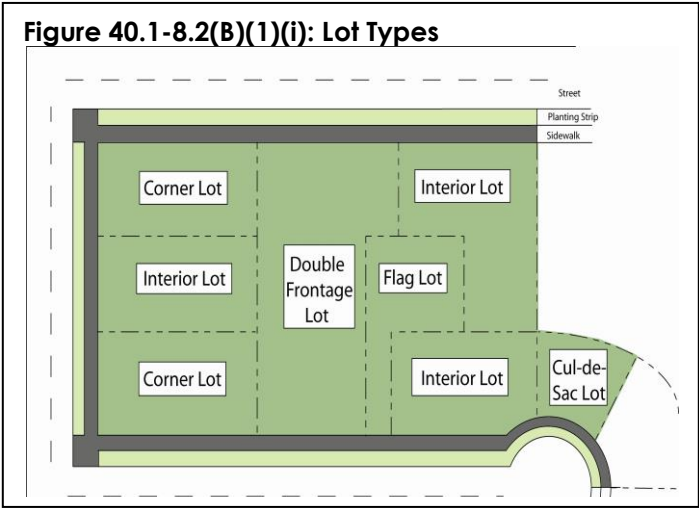 Figure 40.1-8.2(B)(1)(i): Lot Types
Street
Planting Strip
Sidewalk
Corner Lot
Interior Lot
Interior Lot
Double
Frontage
Lot
Flag Lot
Corner Lot
Interior Lot
Cul-de-
Sac Lot